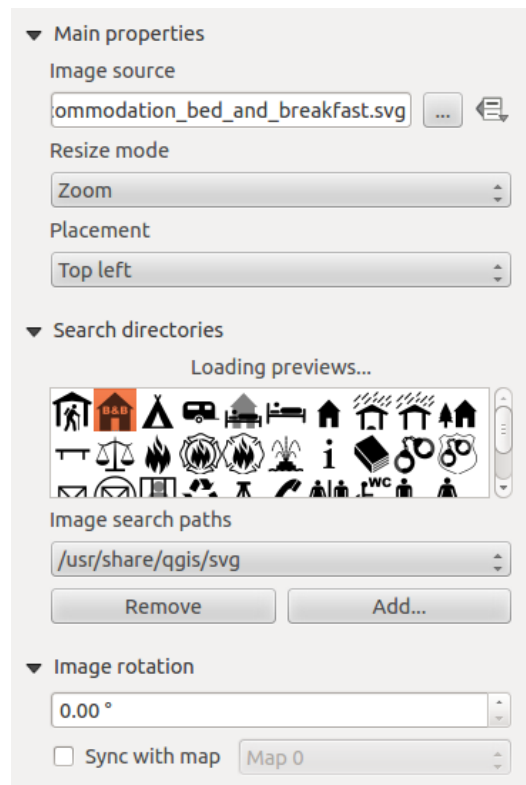 Main properties
Image source
ommodation_bed_and_breakfast.svg ...
Resize mode
Zoom
Placement
Top left
Search directories
Loading previews...
B&B
i
WC
Image search paths
/usr/share/qgis/svg
Remove Add...
Image rotation
0.00 °
Sync with map Map 0